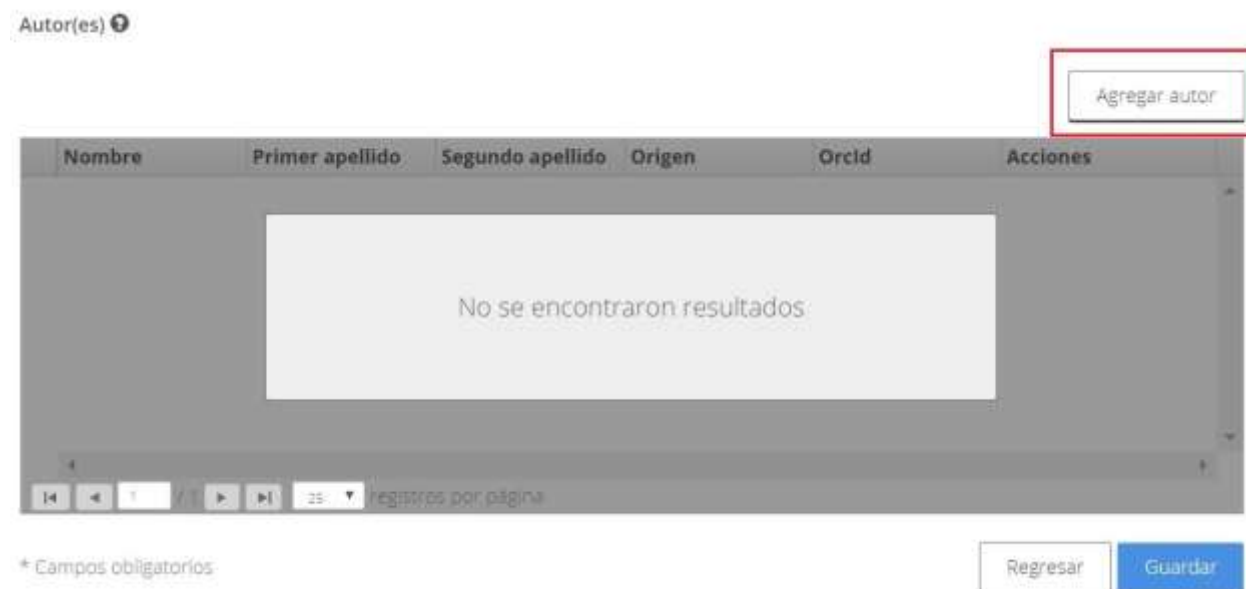 Autor(es) ?
Agregar autor
Nombre Primer apellido Segundo apellido Origen OrcId Acciones
No se encontraron resultados
1 / 1 25 registros por página
* Campos obligatorios Regresar Guardar